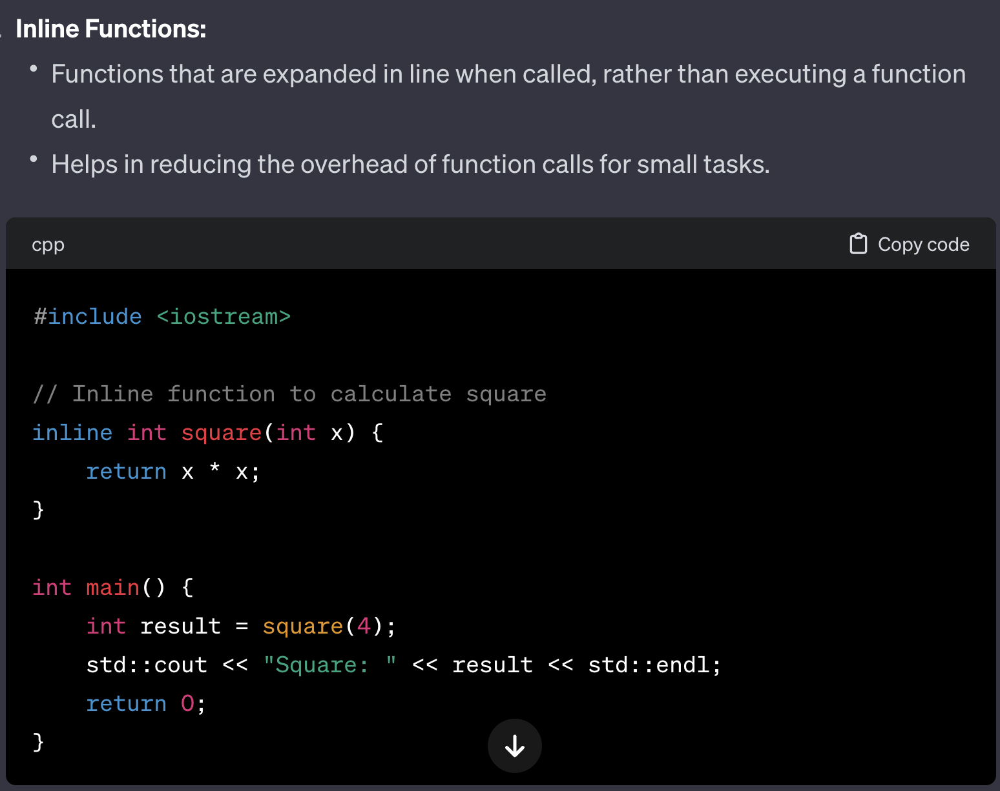 Inline Functions:
• Functions that are expanded in line when called, rather than executing a function
call.
• Helps in reducing the overhead of function calls for small tasks.
cpp
Copy code
#include <iostream>
// Inline function to calculate square
inline int square(int x) {
    return x * x;
}
int main() {
    int result = square(4);
    std::cout << "Square: " << result << std::endl;
    return 0;
}